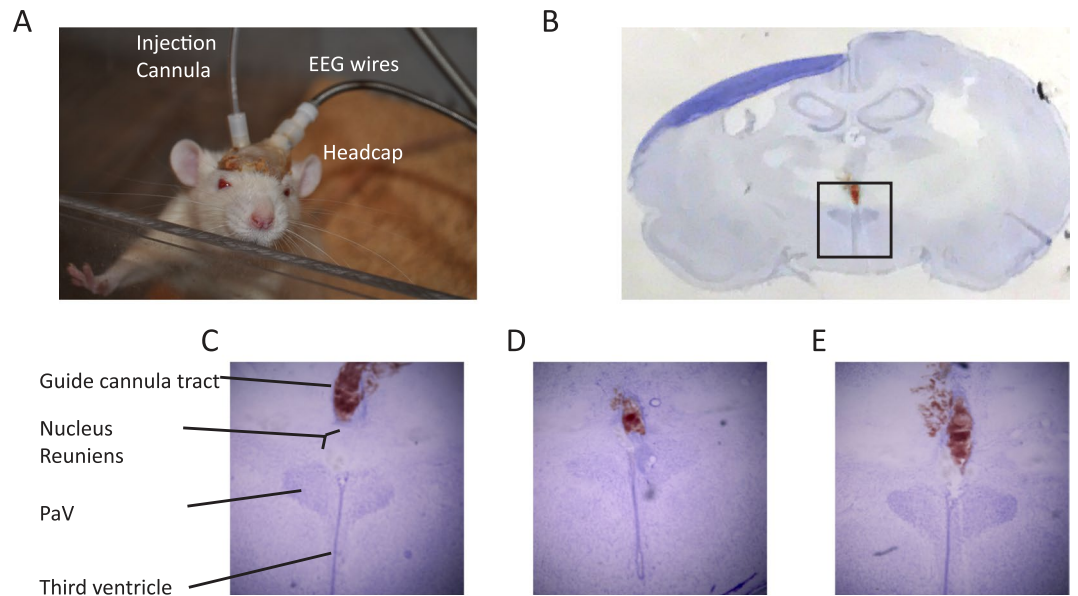 A
Injection
Cannula
EEG wires
Headcap
B
C
Guide cannula tract
Nucleus
Reuniens
PaV
Third ventricle
D
E